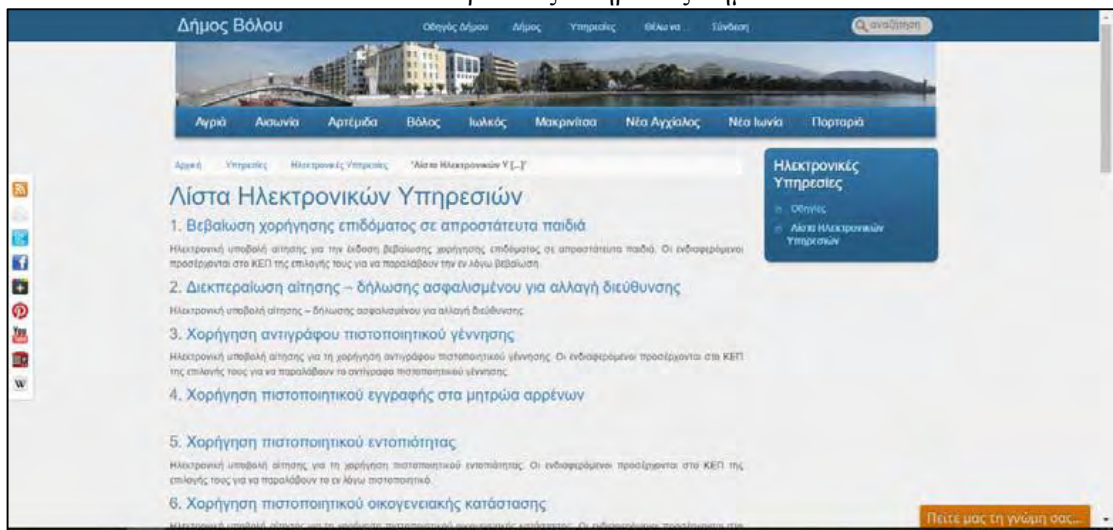 Δήμος Βόλου
Οδηγός Δήμου Δήμος Υπηρεσίες Θέλω να... Σύνδεση
αναζήτηση
Αγριά Αισωνία Αρτέμιδα Βόλος Ιωλκός Μακρινίτσα Νέα Αγχίαλος Νέα Ιωνία Πορταριά
Αρχική Υπηρεσίες Ηλεκτρονικές Υπηρεσίες "Λίστα Ηλεκτρονικών Υ [...]"
Ηλεκτρονικές
Υπηρεσίες
Οδηγίες
Λίστα Ηλεκτρονικών
Υπηρεσιών
Λίστα Ηλεκτρονικών Υπηρεσιών
1. Βεβαίωση χορήγησης επιδόματος σε απροστάτευτα παιδιά
Ηλεκτρονική υποβολή αίτησης για την έκδοση βεβαίωσης χορήγησης επιδόματος σε απροστάτευτα παιδιά. Οι ενδιαφερόμενοι
προσέρχονται στο ΚΕΠ της επιλογής τους για να παραλάβουν την εν λόγω βεβαίωση.
2. Διεκπεραίωση αίτησης – δήλωσης ασφαλισμένου για αλλαγή διεύθυνσης
Ηλεκτρονική υποβολή αίτησης – δήλωσης ασφαλισμένου για αλλαγή διεύθυνσης.
3. Χορήγηση αντιγράφου πιστοποιητικού γέννησης
Ηλεκτρονική υποβολή αίτησης για τη χορήγηση αντιγράφου πιστοποιητικού γέννησης. Οι ενδιαφερόμενοι προσέρχονται στο ΚΕΠ
της επιλογής τους για να παραλάβουν το αντίγραφο πιστοποιητικού γέννησης.
4. Χορήγηση πιστοποιητικού εγγραφής στα μητρώα αρρένων
5. Χορήγηση πιστοποιητικού εντοπιότητας
Ηλεκτρονική υποβολή αίτησης για τη χορήγηση πιστοποιητικού εντοπιότητας. Οι ενδιαφερόμενοι προσέρχονται στο ΚΕΠ της
επιλογής τους για να παραλάβουν το εν λόγω πιστοποιητικό.
6. Χορήγηση πιστοποιητικού οικογενειακής κατάστασης
You
Tube
W
Πείτε μας τη γνώμη σας...